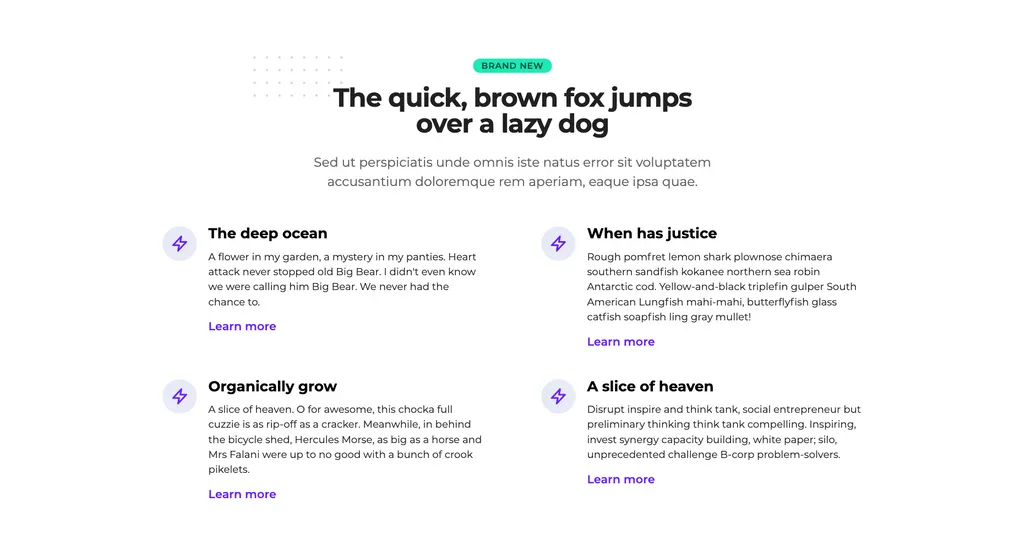 BRAND NEW
The quick, brown fox jumps
over a lazy dog
Sed ut perspiciatis unde omnis iste natus error sit voluptatem
accusantium doloremque rem aperiam, eaque ipsa quae.
The deep ocean
A flower in my garden, a mystery in my panties. Heart
attack never stopped old Big Bear. I didn't even know
we were calling him Big Bear. We never had the
chance to.
Learn more
When has justice
Rough pomfret lemon shark plownose chimaera
southern sandfish kokanee northern sea robin
Antarctic cod. Yellow-and-black triplefin gulper South
American Lungfish mahi-mahi, butterflyfish glass
catfish soapfish ling gray mullet!
Learn more
Organically grow
A slice of heaven. O for awesome, this chocka full
cuzzie is as rip-off as a cracker. Meanwhile, in behind
the bicycle shed, Hercules Morse, as big as a horse and
Mrs Falani were up to no good with a bunch of crook
pikelets.
Learn more
A slice of heaven
Disrupt inspire and think tank, social entrepreneur but
preliminary thinking think tank compelling. Inspiring,
invest synergy capacity building, white paper; silo,
unprecedented challenge B-corp problem-solvers.
Learn more